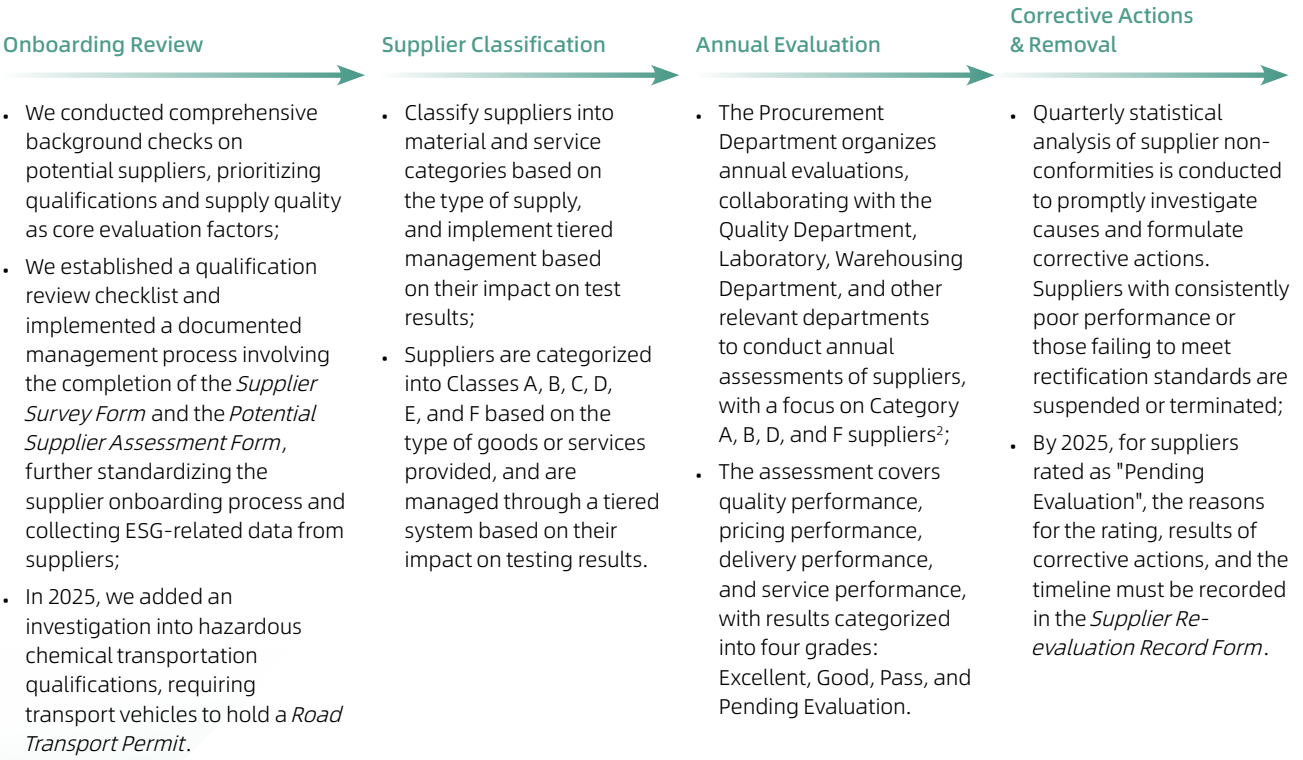 Onboarding Review
• We conducted comprehensive
background checks on
potential suppliers, prioritizing
qualifications and supply quality
as core evaluation factors;
• We established a qualification
review checklist and
implemented a documented
management process involving
the completion of the Supplier
Survey Form and the Potential
Supplier Assessment Form,
further standardizing the
supplier onboarding process and
collecting ESG-related data from
suppliers;
• In 2025, we added an
investigation into hazardous
chemical transportation
qualifications, requiring
transport vehicles to hold a Road
Transport Permit.
Supplier Classification
• Classify suppliers into
material and service
categories based on
the type of supply,
and implement tiered
management based
on their impact on test
results;
• Suppliers are categorized
into Classes A, B, C, D,
E, and F based on the
type of goods or services
provided, and are
managed through a tiered
system based on their
impact on testing results.
Annual Evaluation
• The Procurement
Department organizes
annual evaluations,
collaborating with the
Quality Department,
Laboratory, Warehousing
Department, and other
relevant departments
to conduct annual
assessments of suppliers,
with a focus on Category
A, B, D, and F suppliers²;
• The assessment covers
quality performance,
pricing performance,
delivery performance,
and service performance,
with results categorized
into four grades:
Excellent, Good, Pass, and
Pending Evaluation.
Corrective Actions
& Removal
• Quarterly statistical
analysis of supplier non-
conformities is conducted
to promptly investigate
causes and formulate
corrective actions.
Suppliers with consistently
poor performance or
those failing to meet
rectification standards are
suspended or terminated;
• By 2025, for suppliers
rated as "Pending
Evaluation", the reasons
for the rating, results of
corrective actions, and the
timeline must be recorded
in the Supplier Re-
evaluation Record Form.